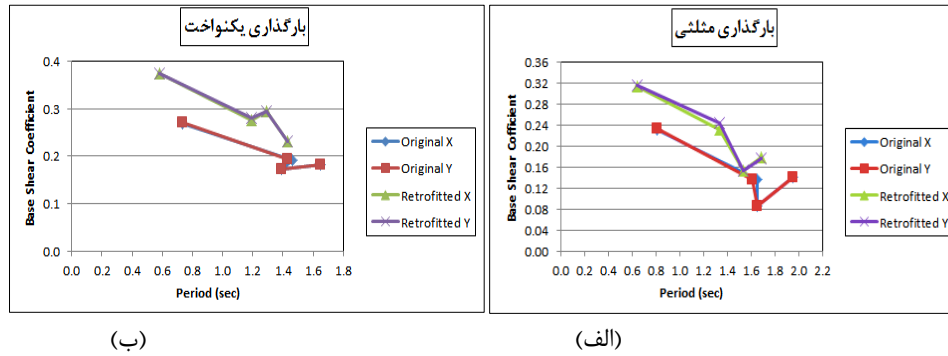 بارگذاری یکنواخت
Base Shear Coefficient
0.4
0.3
0.2
0.1
0.0
0.0 0.2 0.4 0.6 0.8 1.0 1.2 1.4 1.6 1.8
Period (sec)
Original X
Original Y
Retrofitted X
Retrofitted Y
(ب)
بارگذاری مثلثی
Base Shear Coefficient
0.36
0.32
0.28
0.24
0.20
0.16
0.12
0.08
0.04
0.00
0.0 0.2 0.4 0.6 0.8 1.0 1.2 1.4 1.6 1.8 2.0 2.2
Period (sec)
Original X
Original Y
Retrofitted X
Retrofitted Y
(الف)